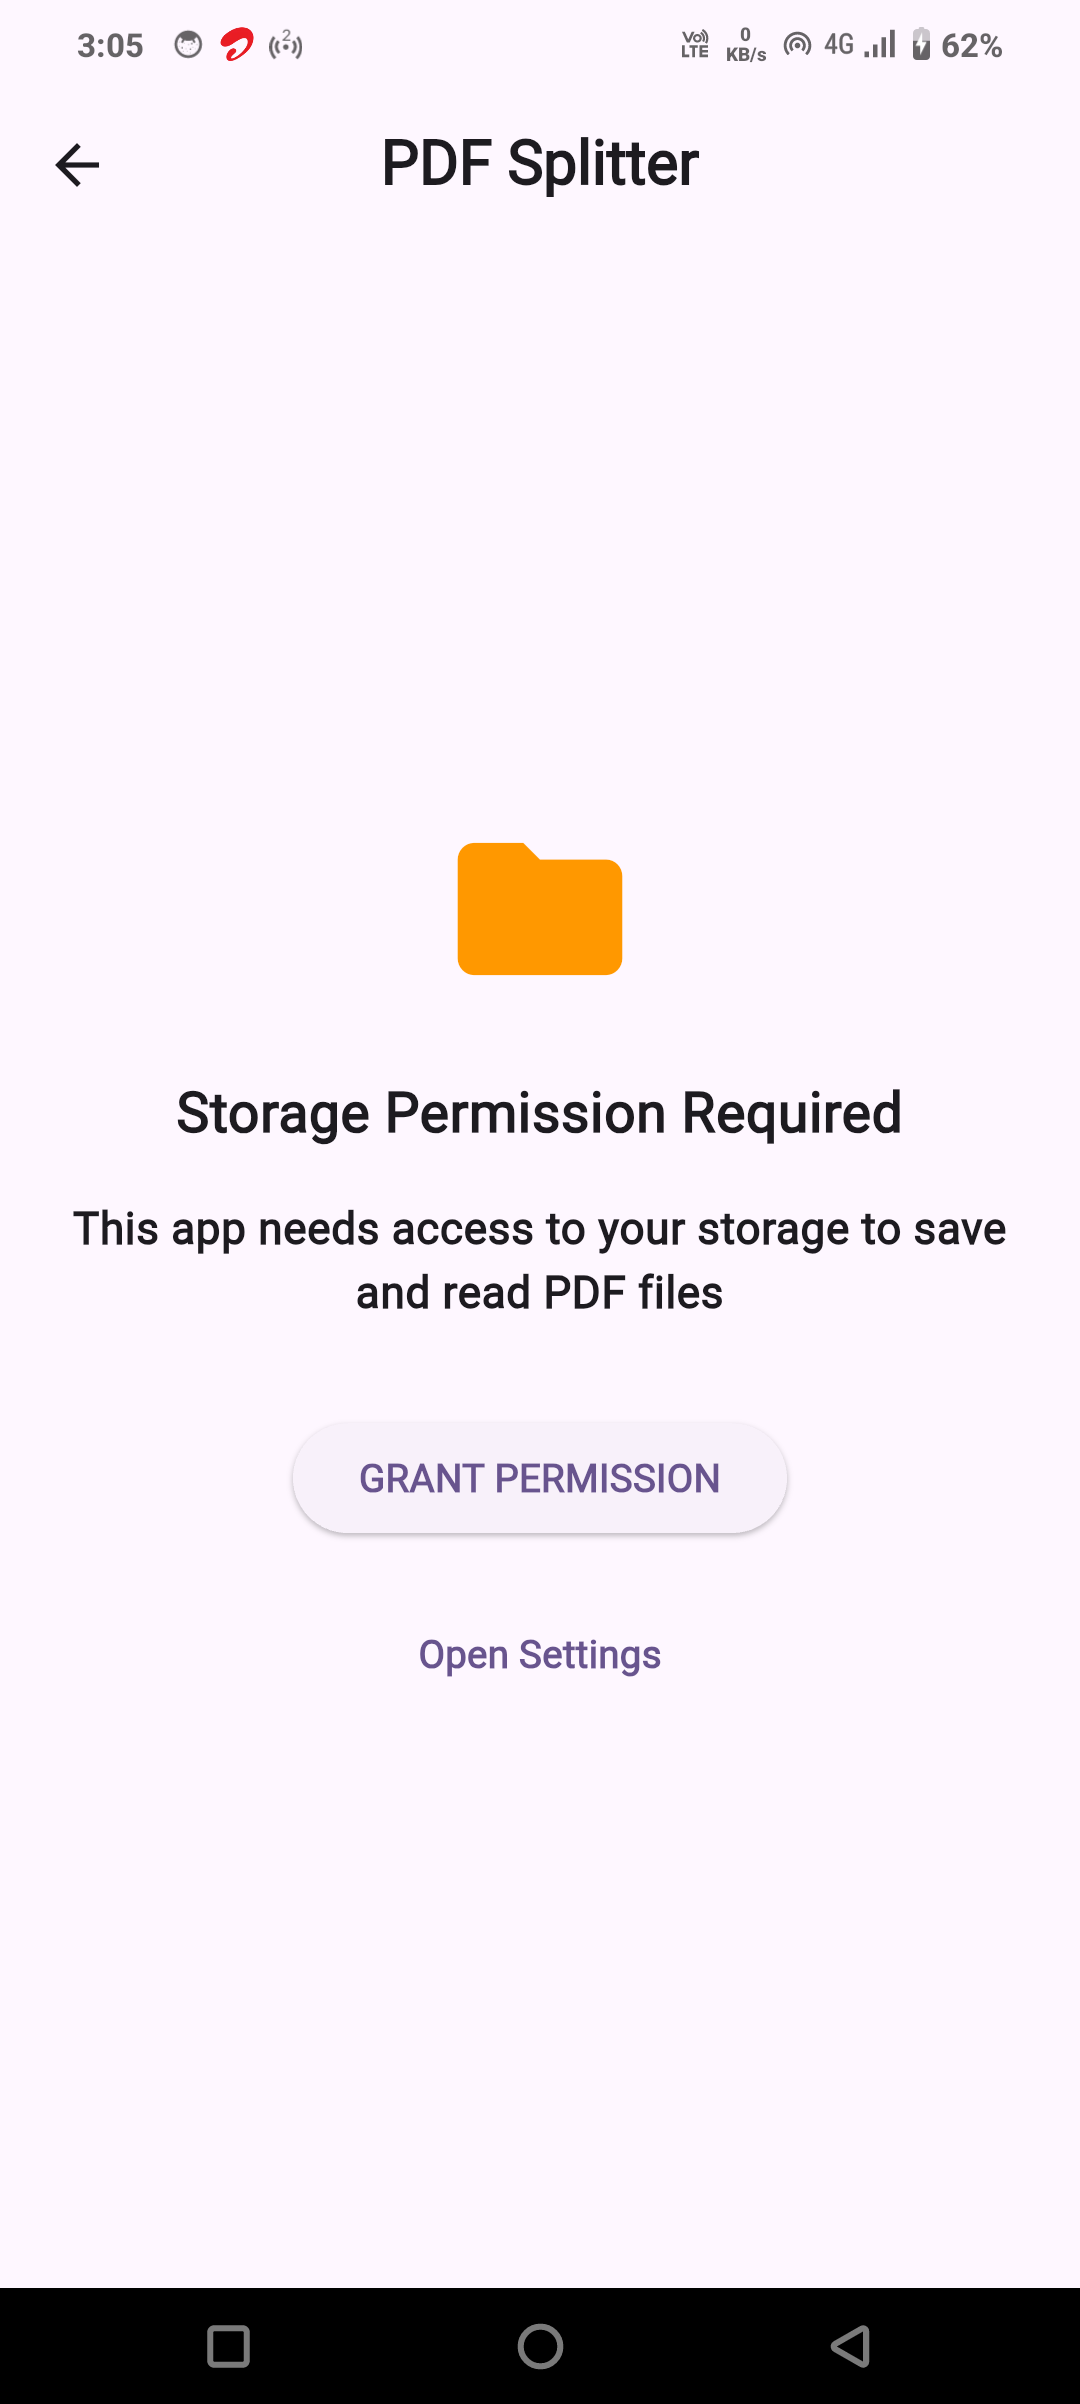 3:05
2
Vo LTE
0 KB/s
4G
62%
PDF Splitter
Storage Permission Required
This app needs access to your storage to save
and read PDF files
GRANT PERMISSION
Open Settings